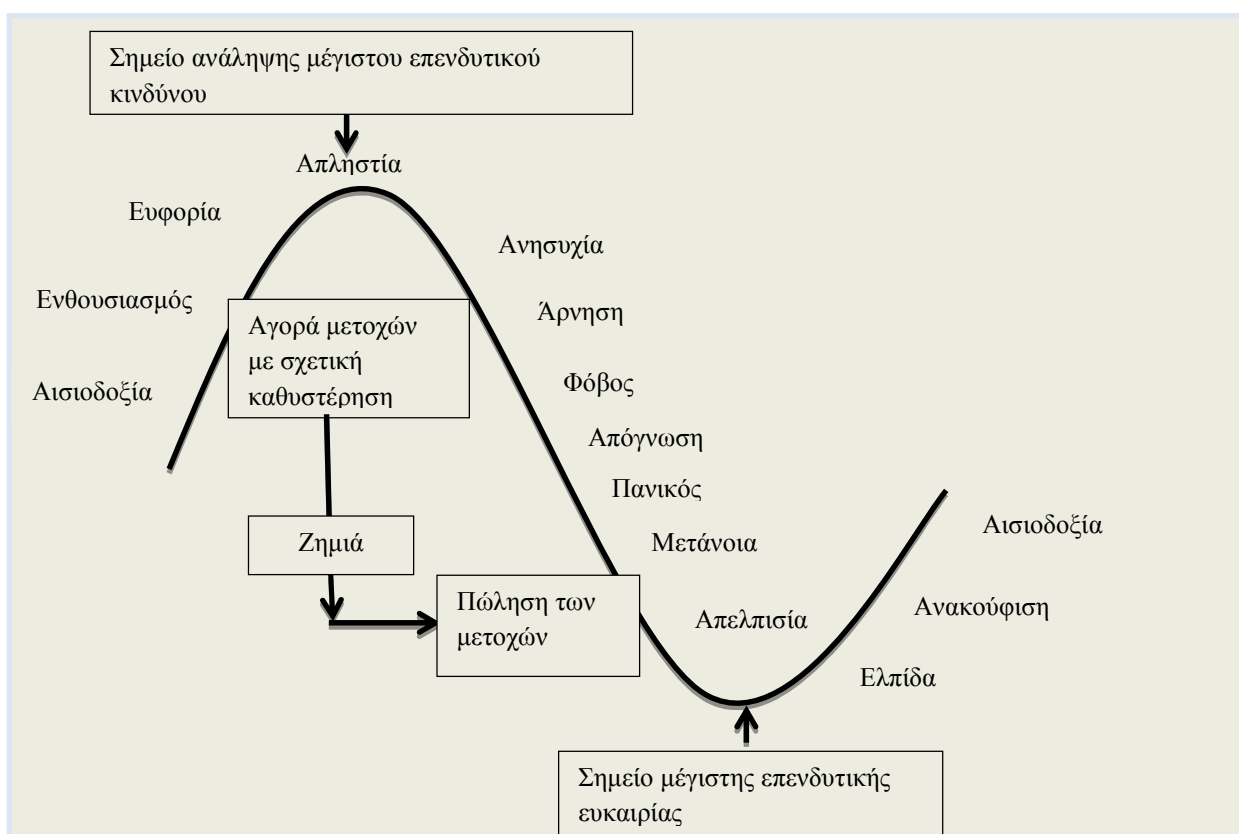 Σημείο ανάληψης μέγιστου επενδυτικού
κινδύνου
Απληστία
Ευφορία
Ανησυχία
Ενθουσιασμός
Άρνηση
Αγορά μετοχών
με σχετική
καθυστέρηση
Αισιοδοξία
Φόβος
Απόγνωση
Πανικός
Μετάνοια
Ζημιά
Πώληση των
μετοχών
Απελπισία
Αισιοδοξία
Ανακούφιση
Ελπίδα
Σημείο μέγιστης επενδυτικής
ευκαιρίας